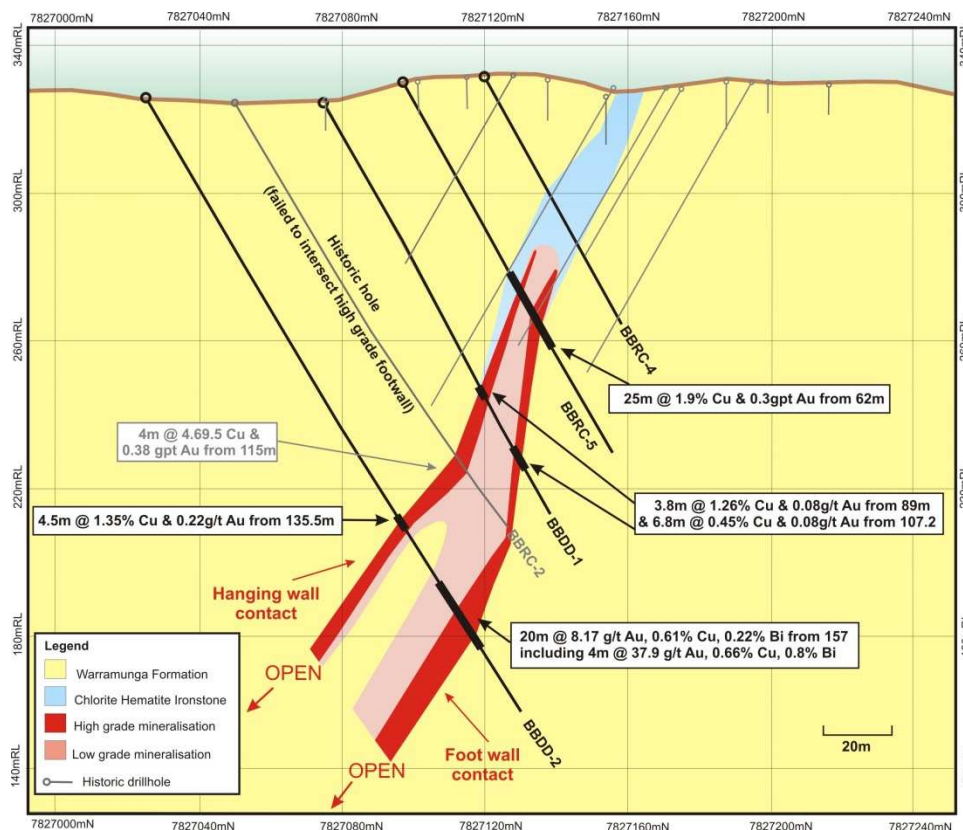 7827000mN
7827040mN
7827080mN
7827120mN
7827160mN
7827200mN
7827240mN
340mRL
340mRL
300mRL
260mRL
220mRL
180mRL
140mRL
300mRL
260mRL
140mRL
Historic hole
(failed to intersect high grade footwall)
BBRC-4
BBRC-5
BBDD-1
BBRC-2
BBDD-2
25m @ 1.9% Cu & 0.3gpt Au from 62m
4m @ 4.69.5 Cu &
0.38 gpt Au from 115m
4.5m @ 1.35% Cu & 0.22g/t Au from 135.5m
3.8m @ 1.26% Cu & 0.08g/t Au from 89m
& 6.8m @ 0.45% Cu & 0.08g/t Au from 107.2
Hanging wall
contact
20m @ 8.17 g/t Au, 0.61% Cu, 0.22% Bi from 157
including 4m @ 37.9 g/t Au, 0.66% Cu, 0.8% Bi
OPEN
OPEN
Foot wall
contact
Legend
Warramunga Formation
Chlorite Hematite Ironstone
High grade mineralisation
Low grade mineralisation
Historic drillhole
20m
7827000mN
7827040mN
7827080mN
7827120mN
7827160mN
7827200mN
7827240mN